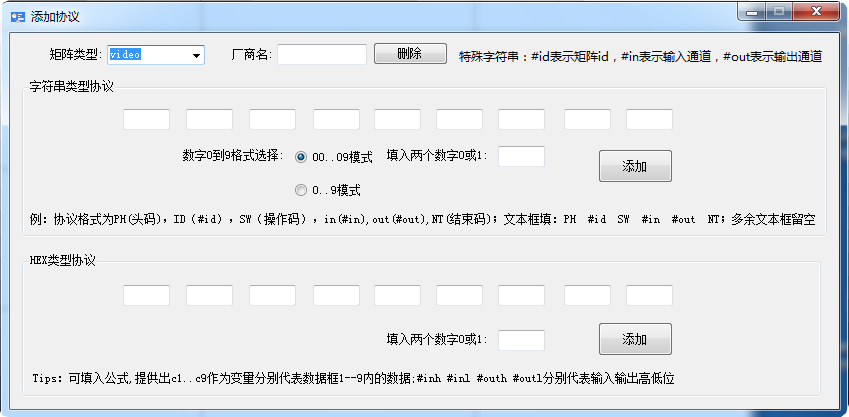 添加协议
矩阵类型: video 厂商名: 删除 特殊字符串：#id表示矩阵id，#in表示输入通道，#out表示输出通道
字符串类型协议
数字0到9格式选择: 00..09模式 填入两个数字0或1: 添加
0..9模式
例: 协议格式为PH(头码), ID (#id) , SW (操作码) , in(#in),out(#out),NT(结束码); 文本框填: PH #id SW #in #out NT; 多余文本框留空
HEX类型协议
填入两个数字0或1: 添加
Tips: 可填入公式,提供出c1..c9作为变量分别代表数据框1--9内的数据;#inh #inl #outh #outl分别代表输入输出高低位